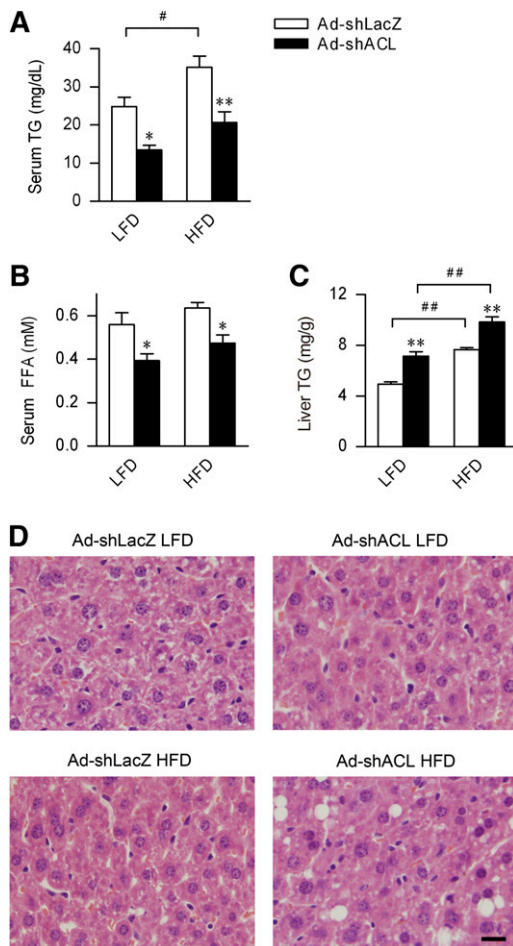 A
#
Ad-shLacZ
Ad-shACL
Serum TG (mg/dL)
40
30
20
10
0
*
**
LFD
HFD
B
Serum FFA (mM)
0.6
0.4
0.2
0.0
*
*
LFD
HFD
C
##
##
Liver TG (mg/g)
12
8
4
0
**
**
LFD
HFD
D
Ad-shLacZ LFD
Ad-shACL LFD
Ad-shLacZ HFD
Ad-shACL HFD